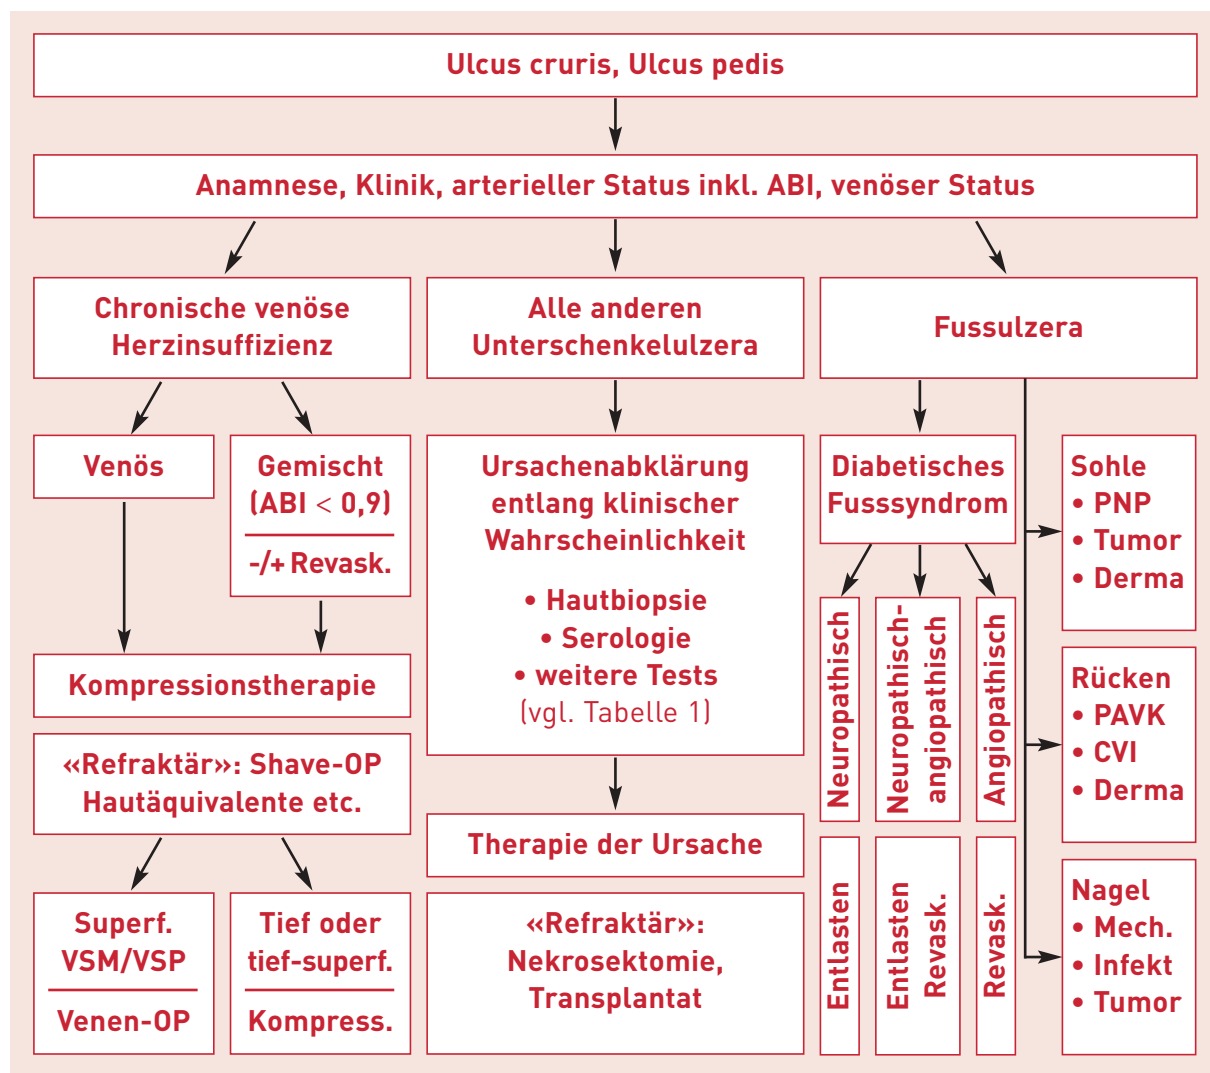 Ulcus cruris, Ulcus pedis
Anamnese, Klinik, arterieller Status inkl. ABI, venöser Status
Chronische venöse
Herzinsuffizienz
Alle anderen
Unterschenkelulzera
Fussulzera
Venös
Gemischt
(ABI < 0,9)
-/+ Revask.
Kompressionstherapie
«Refraktär»: Shave-OP
Hautäquivalente etc.
Superf.
VSM/VSP
Venen-OP
Tief oder
tief-superf.
Kompress.
Ursachenabklärung
entlang klinischer
Wahrscheinlichkeit
• Hautbiopsie
• Serologie
• weitere Tests
(vgl. Tabelle 1)
Therapie der Ursache
«Refraktär»:
Nekrosektomie,
Transplantat
Diabetisches
Fusssyndrom
Neuropathisch
Neuropathisch-
angiopathisch
Angiopathisch
Entlasten
Entlasten
Revask.
Revask.
Sohle
• PNP
• Tumor
• Derma
Rücken
• PAVK
• CVI
• Derma
Nagel
• Mech.
• Infekt
• Tumor